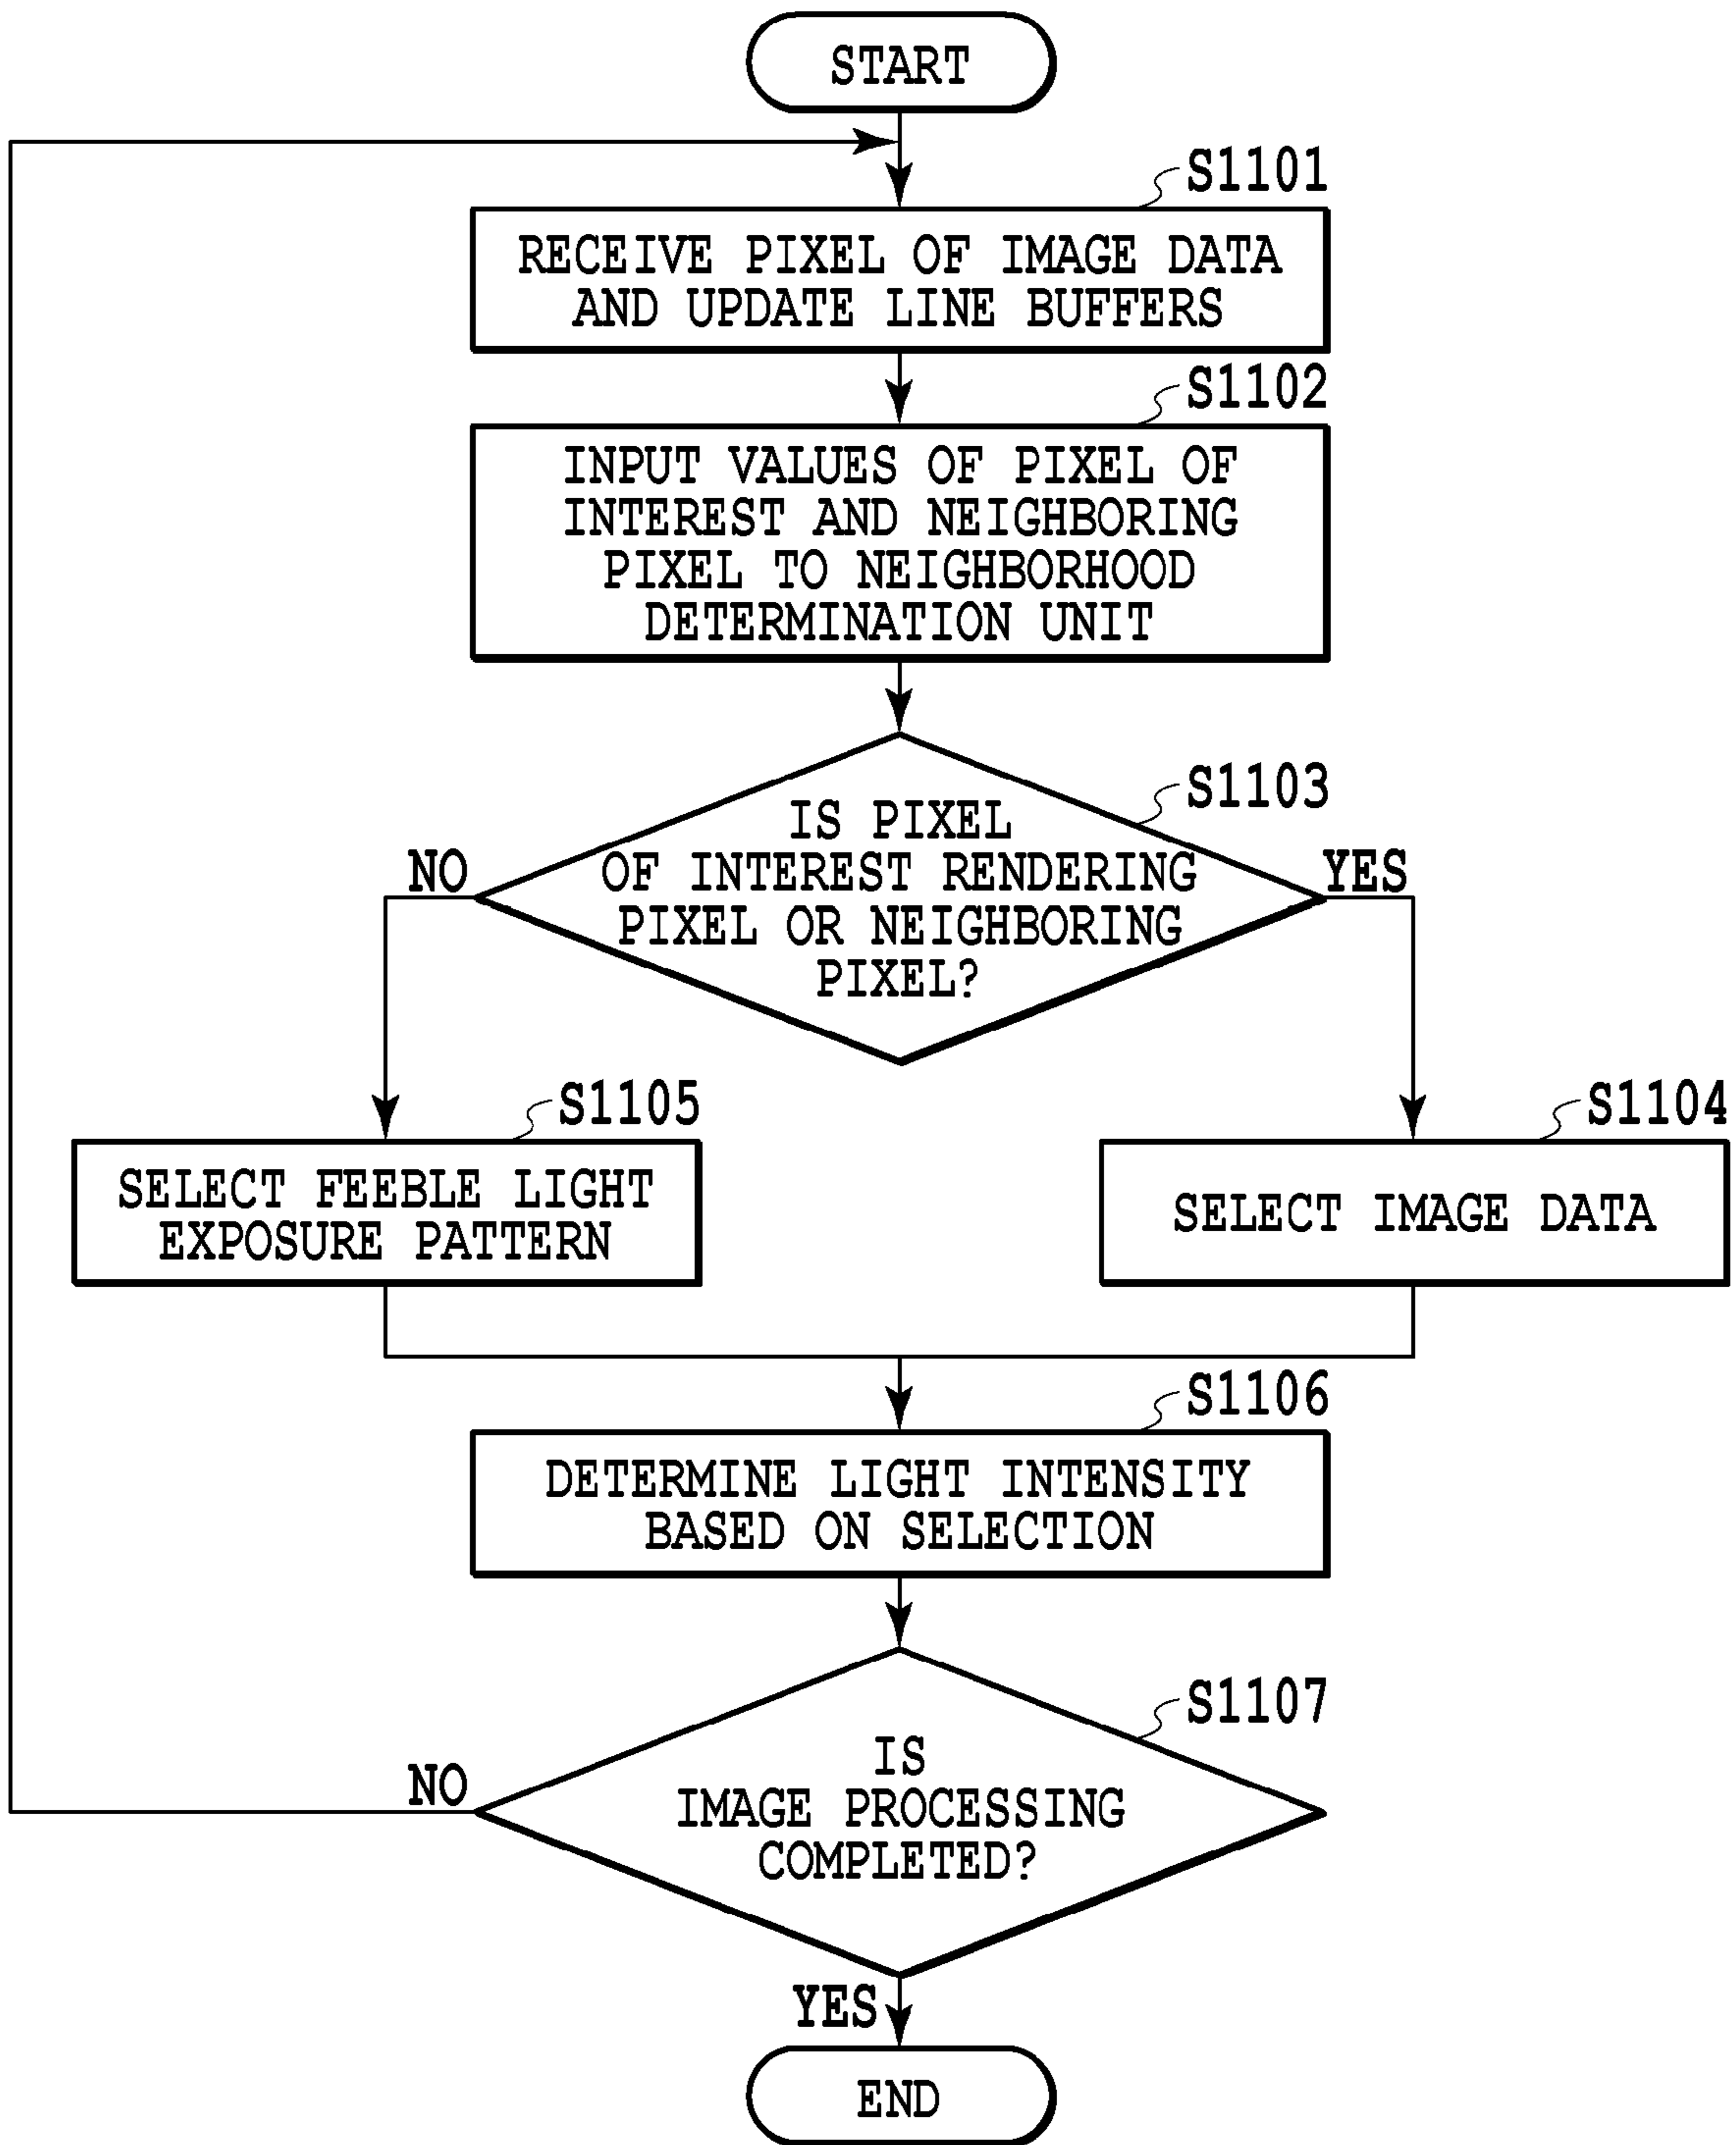 START
S1101
RECEIVE PIXEL OF IMAGE DATA
AND UPDATE LINE BUFFERS
S1102
INPUT VALUES OF PIXEL OF
INTEREST AND NEIGHBORING
PIXEL TO NEIGHBORHOOD
DETERMINATION UNIT
S1103
IS PIXEL
OF INTEREST RENDERING
PIXEL OR NEIGHBORING
PIXEL?
NO
YES
S1105
SELECT FEEBLE LIGHT
EXPOSURE PATTERN
S1104
SELECT IMAGE DATA
S1106
DETERMINE LIGHT INTENSITY
BASED ON SELECTION
S1107
IS
IMAGE PROCESSING
COMPLETED?
NO
YES
END